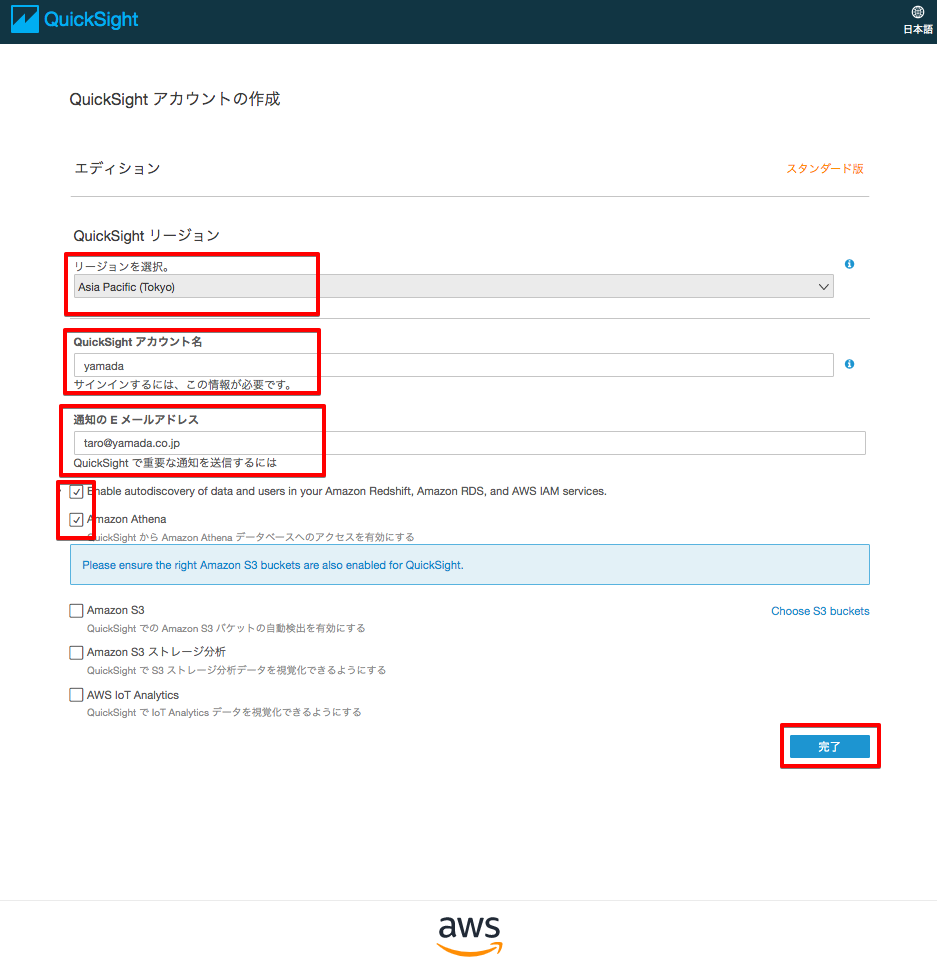 QuickSight
日本語
QuickSight アカウントの作成
エディション
スタンダード版
QuickSight リージョン
リージョンを選択。
Asia Pacific (Tokyo)
QuickSight アカウント名
yamada
サインインするには、この情報が必要です。
通知の E メールアドレス
taro@yamada.co.jp
QuickSight で重要な通知を送信するには
Enable autodiscovery of data and users in your Amazon Redshift, Amazon RDS, and AWS IAM services.
Amazon Athena
QuickSight から Amazon Athena データベースへのアクセスを有効にする
Please ensure the right Amazon S3 buckets are also enabled for QuickSight.
Amazon S3
Choose S3 buckets
QuickSight での Amazon S3 バケットの自動検出を有効にする
Amazon S3 ストレージ分析
QuickSight で S3 ストレージ分析データを視覚化できるようにする
AWS IoT Analytics
QuickSight で IoT Analytics データを視覚化できるようにする
完了
aws